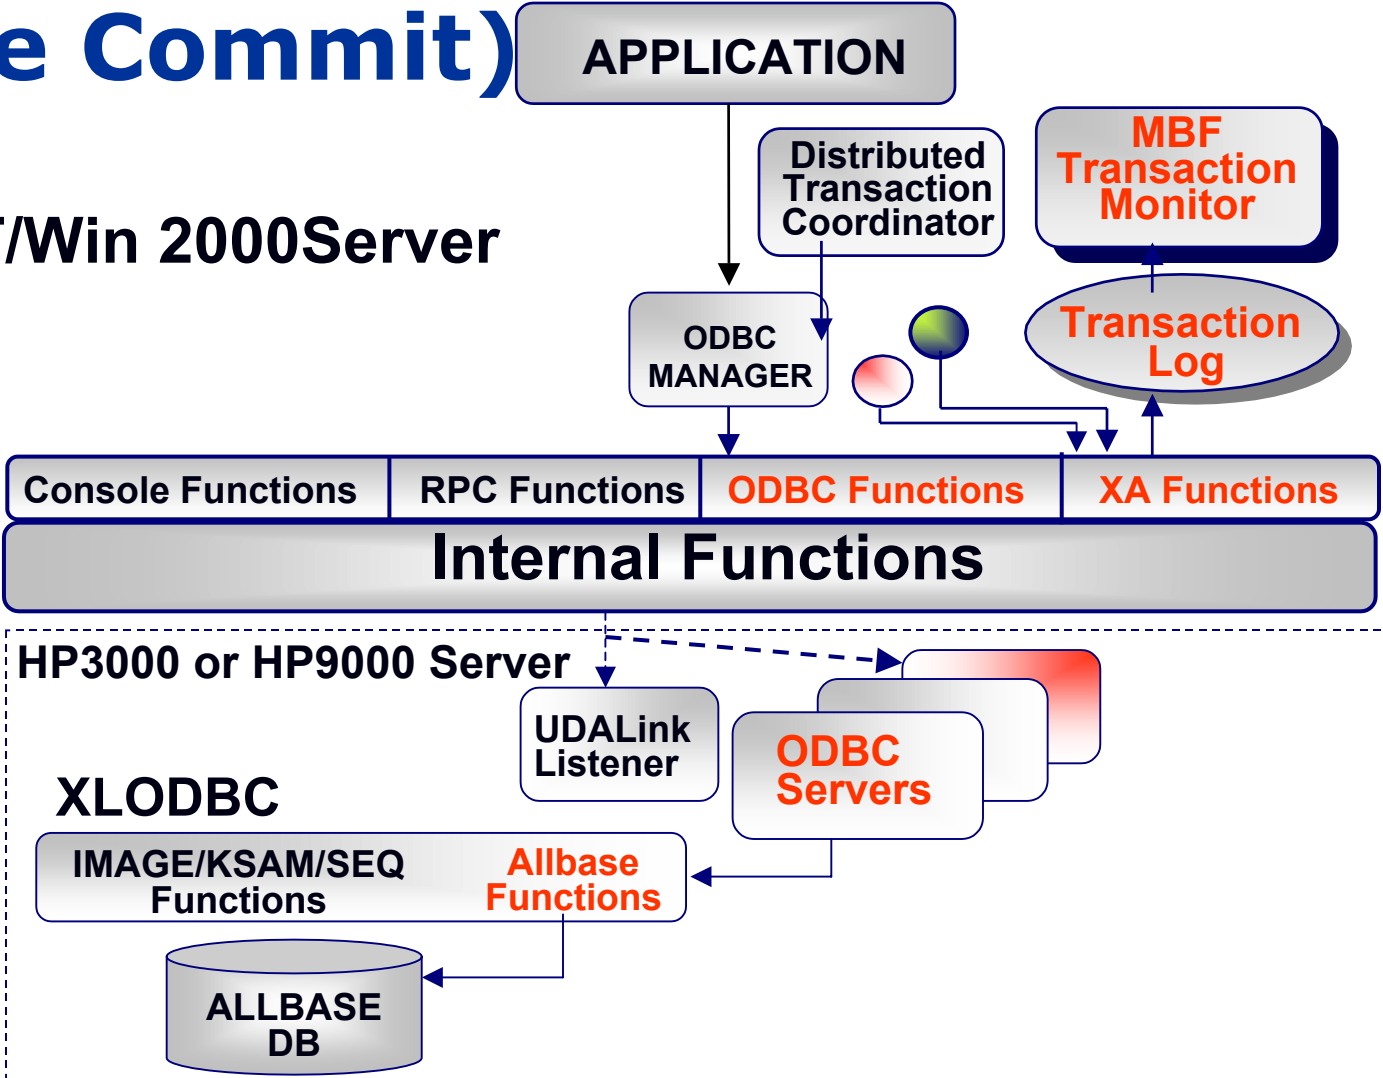 e Commit)
APPLICATION
Distributed
Transaction
Coordinator
MBF
Transaction
Monitor
/Win 2000Server
ODBC
MANAGER
Transaction
Log
Console Functions
RPC Functions
ODBC Functions
XA Functions
Internal Functions
HP3000 or HP9000 Server
UDALink
Listener
ODBC
Servers
XLODBC
IMAGE/KSAM/SEQ
Functions
Allbase
Functions
ALLBASE
DB